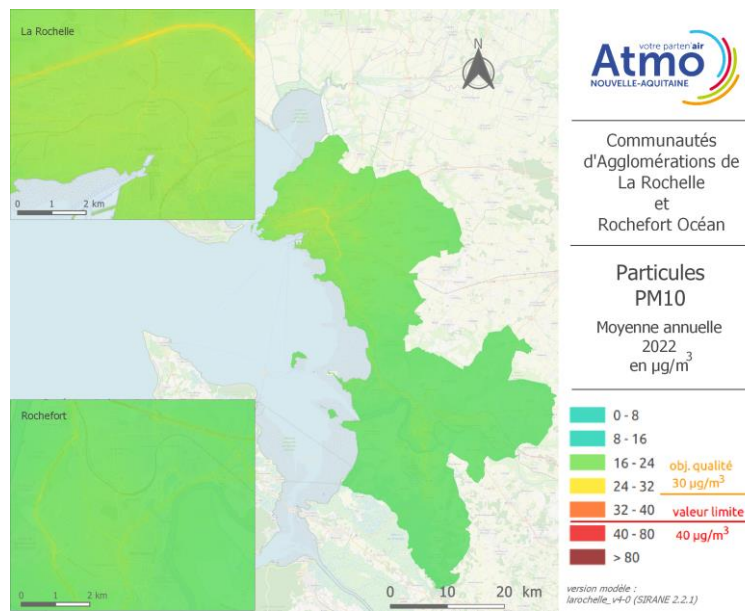 La Rochelle
0 1 2 km
N
Rochefort
0 1 2 km
0 10 20 km
votre parten'air
Atmo
NOUVELLE-AQUITAINE
Communautés
d'Agglomérations de
La Rochelle
et
Rochefort Océan
Particules
PM10
Moyenne annuelle
2022
en µg/m³
0 - 8
8 - 16
16 - 24
24 - 32
32 - 40
40 - 80
> 80
obj. qualité
30 µg/m³
valeur limite
40 µg/m³
version modèle :
larochelle_v4-0 (SIRANE 2.2.1)